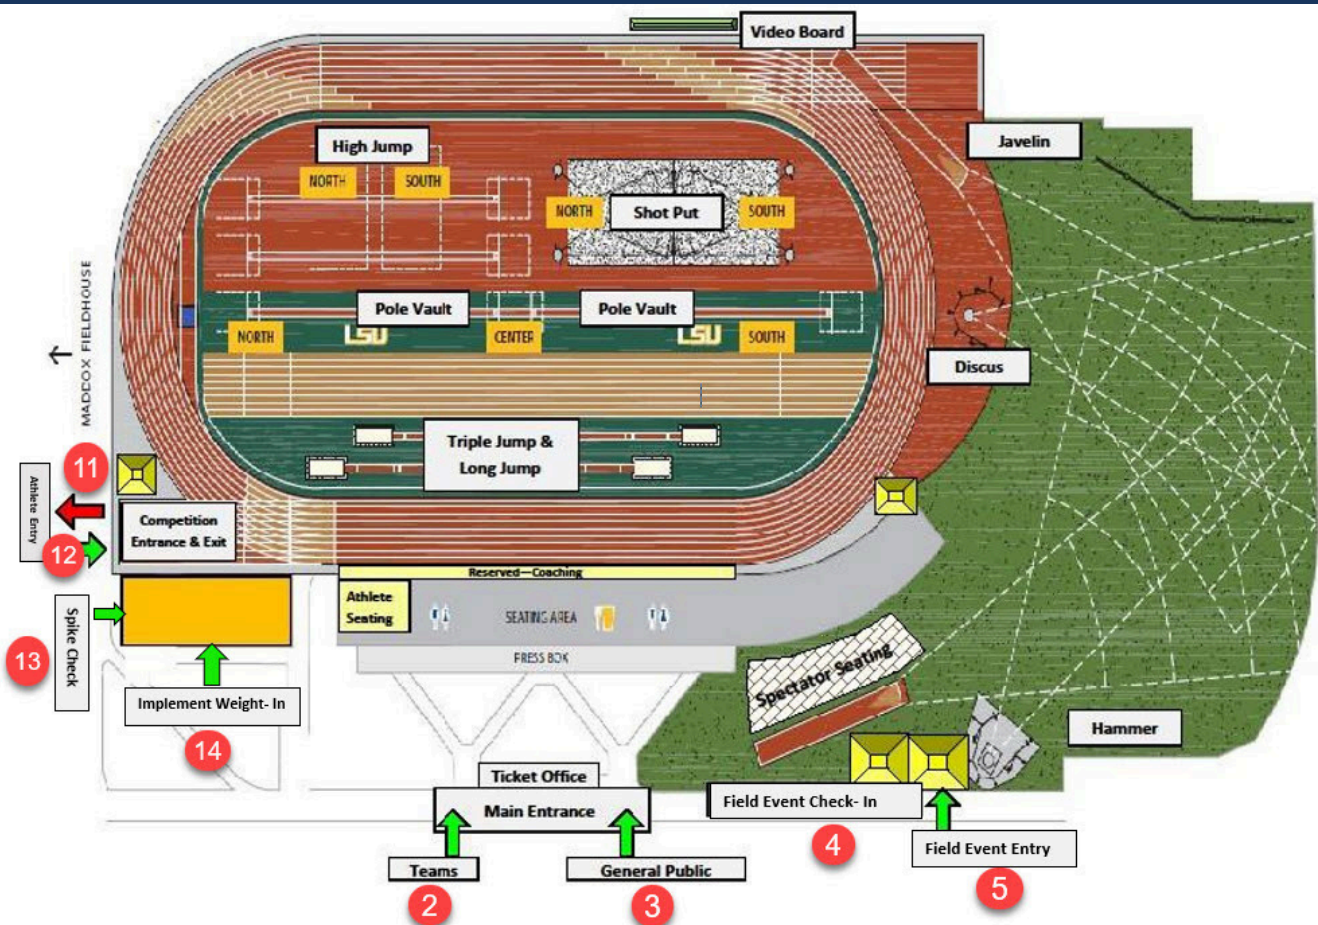 Video Board
High Jump
NORTH
SOUTH
Javelin
NORTH
Shot Put
SOUTH
MADDOX FIELDHOUSE
Pole Vault
Pole Vault
NORTH
LSU
CENTER
LSU
SOUTH
Discus
Triple Jump &
Long Jump
11
Athlete Entry
12
Competition
Entrance & Exit
Reserved—Coaching
Athlete
Seating
SEATING AREA
PRESS BOX
Spike Check
13
Implement Weight- In
14
Spectator Seating
Hammer
Ticket Office
Main Entrance
Field Event Check- In
4
Field Event Entry
5
Teams
2
General Public
3